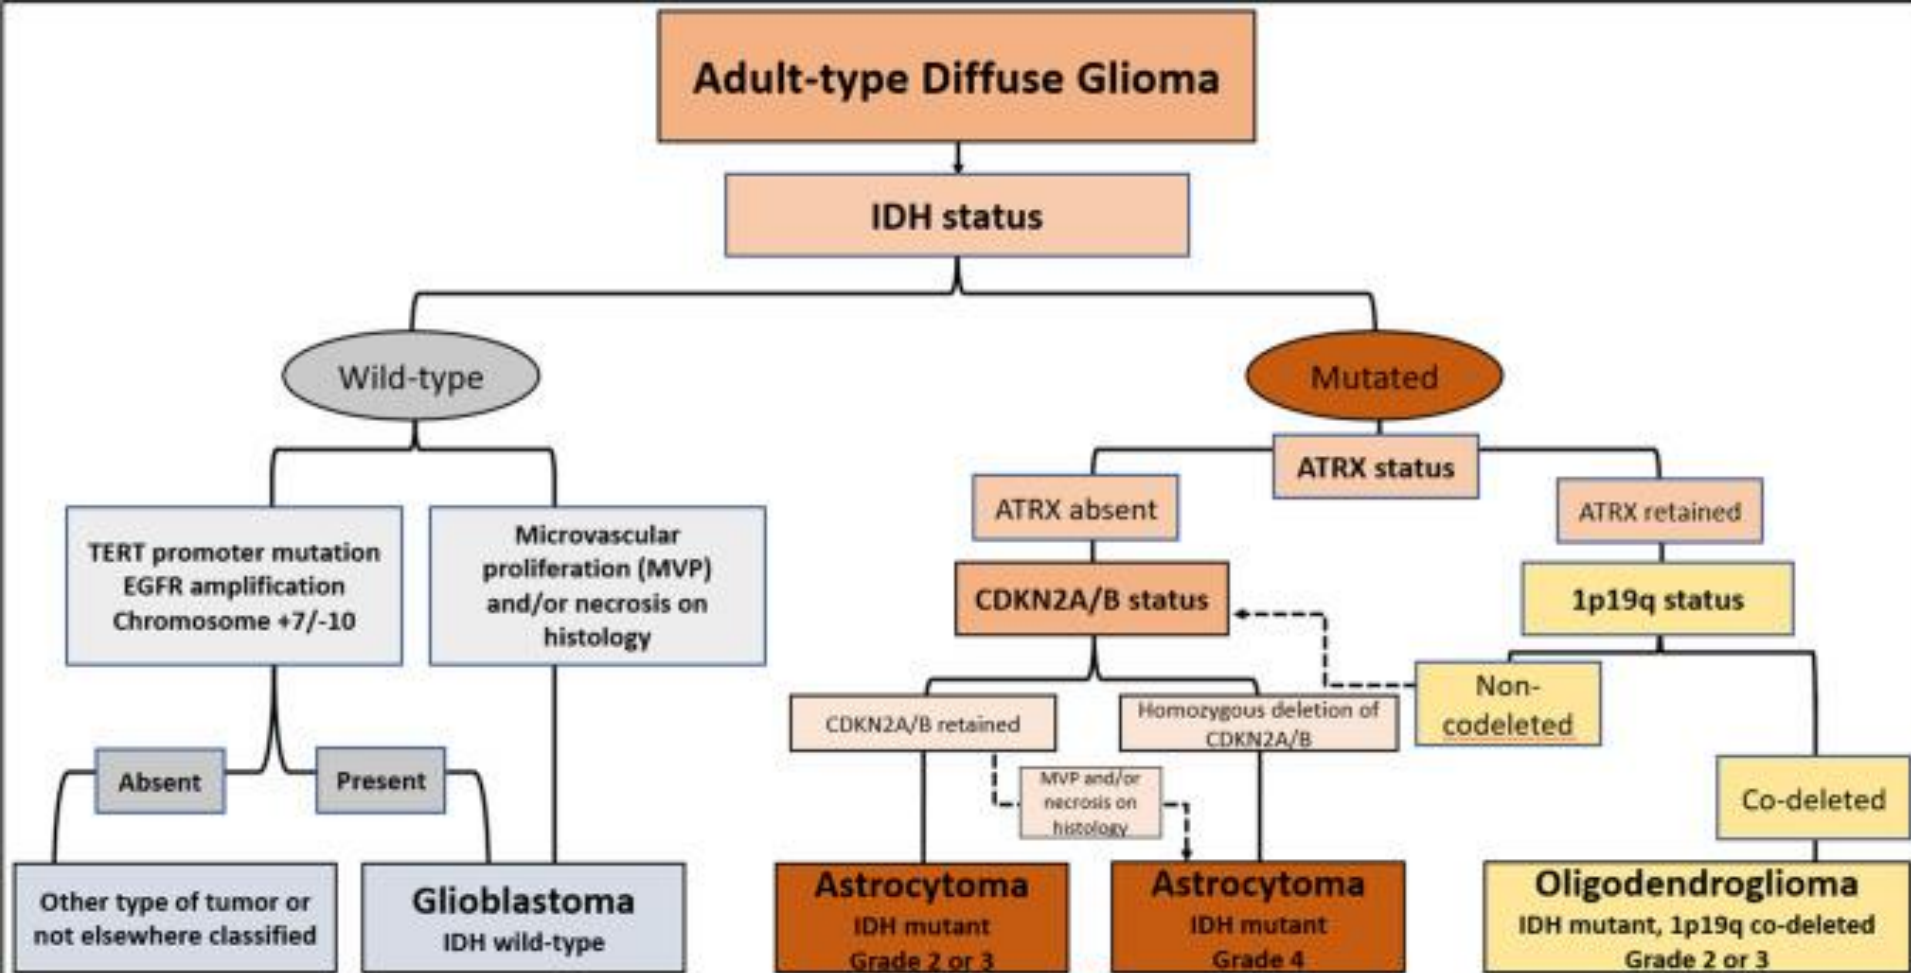 Adult-type Diffuse Glioma
IDH status
Wild-type
Mutated
ATRX status
ATRX absent
ATRX retained
TERT promoter mutation
EGFR amplification
Chromosome +7/-10
Microvascular
proliferation (MVP)
and/or necrosis on
histology
CDKN2A/B status
1p19q status
Non-
codeleted
CDKN2A/B retained
Homozygous deletion of
CDKN2A/B
Absent
Present
MVP and/or
necrosis on
histology
Co-deleted
Other type of tumor or
not elsewhere classified
Glioblastoma
IDH wild-type
Astrocytoma
IDH mutant
Grade 2 or 3
Astrocytoma
IDH mutant
Grade 4
Oligodendroglioma
IDH mutant, 1p19q co-deleted
Grade 2 or 3